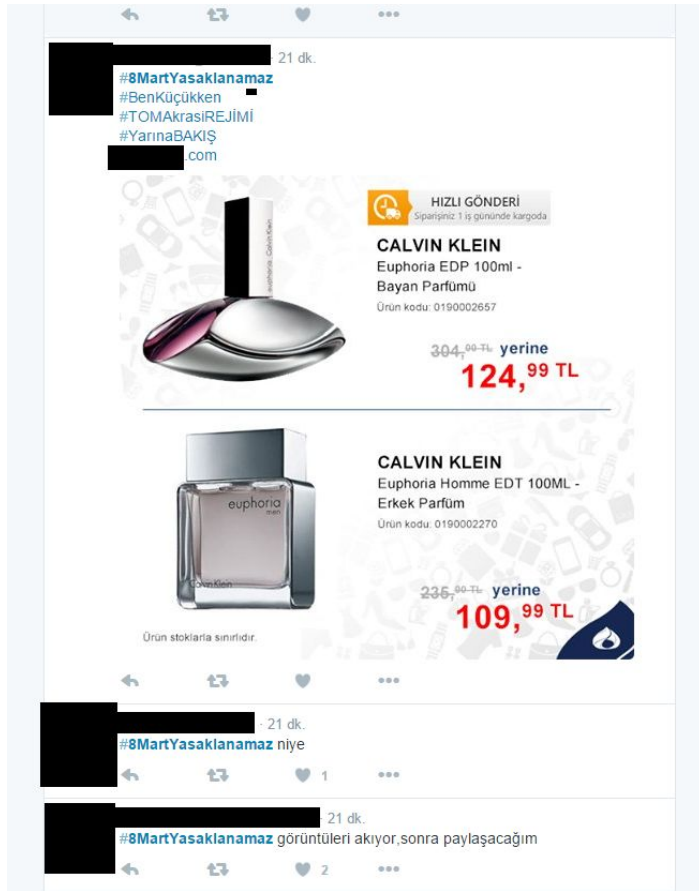 21 dk.
#8MartYasaklanamaz
#BenKüçükken
#TOMAkrasiREJİMİ
#YarınaBAKIŞ
.com
HIZLI GÖNDERİ
Siparişiniz 1 iş gününde kargoda
CALVIN KLEIN
Euphoria EDP 100ml -
Bayan Parfümü
Ürün kodu: 0190002657
304,00 TL yerine
124,99 TL
euphoria Calvin Klein
CALVIN KLEIN
Euphoria Homme EDT 100ML -
Erkek Parfüm
Ürün kodu: 0190002270
235,00 TL yerine
109,99 TL
euphoria
men
Calvin Klein
Ürün stoklarla sınırlıdır.
· 21 dk.
#8MartYasaklanamaz niye
1
· 21 dk.
#8MartYasaklanamaz görüntüleri akıyor,sonra paylaşacağım
2